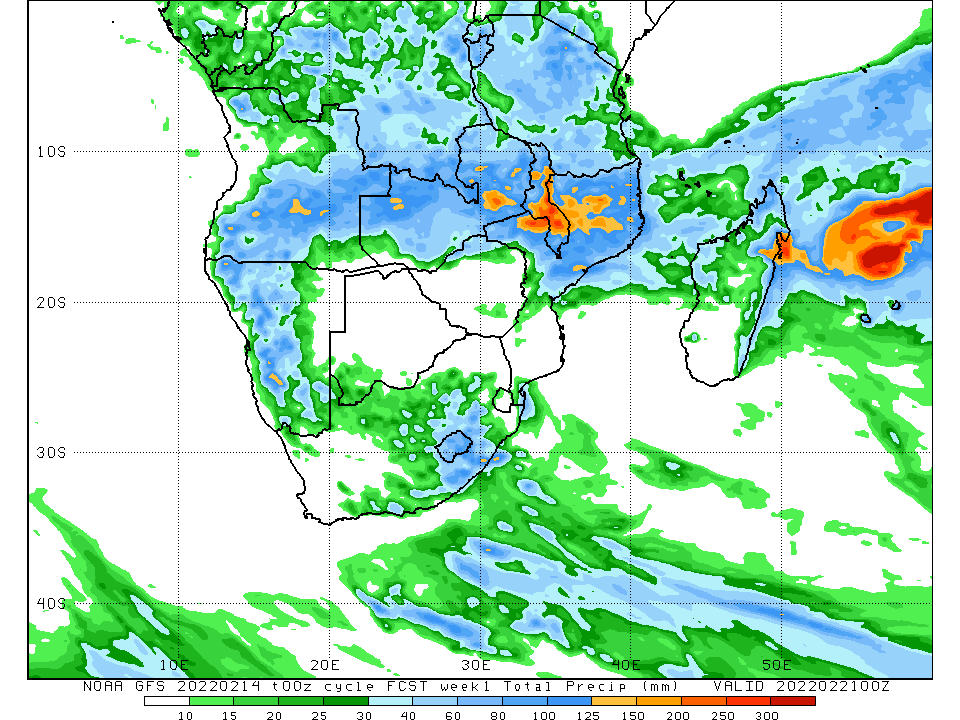 10S
20S
30S
40S
10E 20E 30E 40E 50E
NOAA GFS 20220214 t00z cycle FCST week1 Total Precip (mm) VALID 2022022100Z
10 15 20 25 30 40 60 80 100 125 150 200 250 300